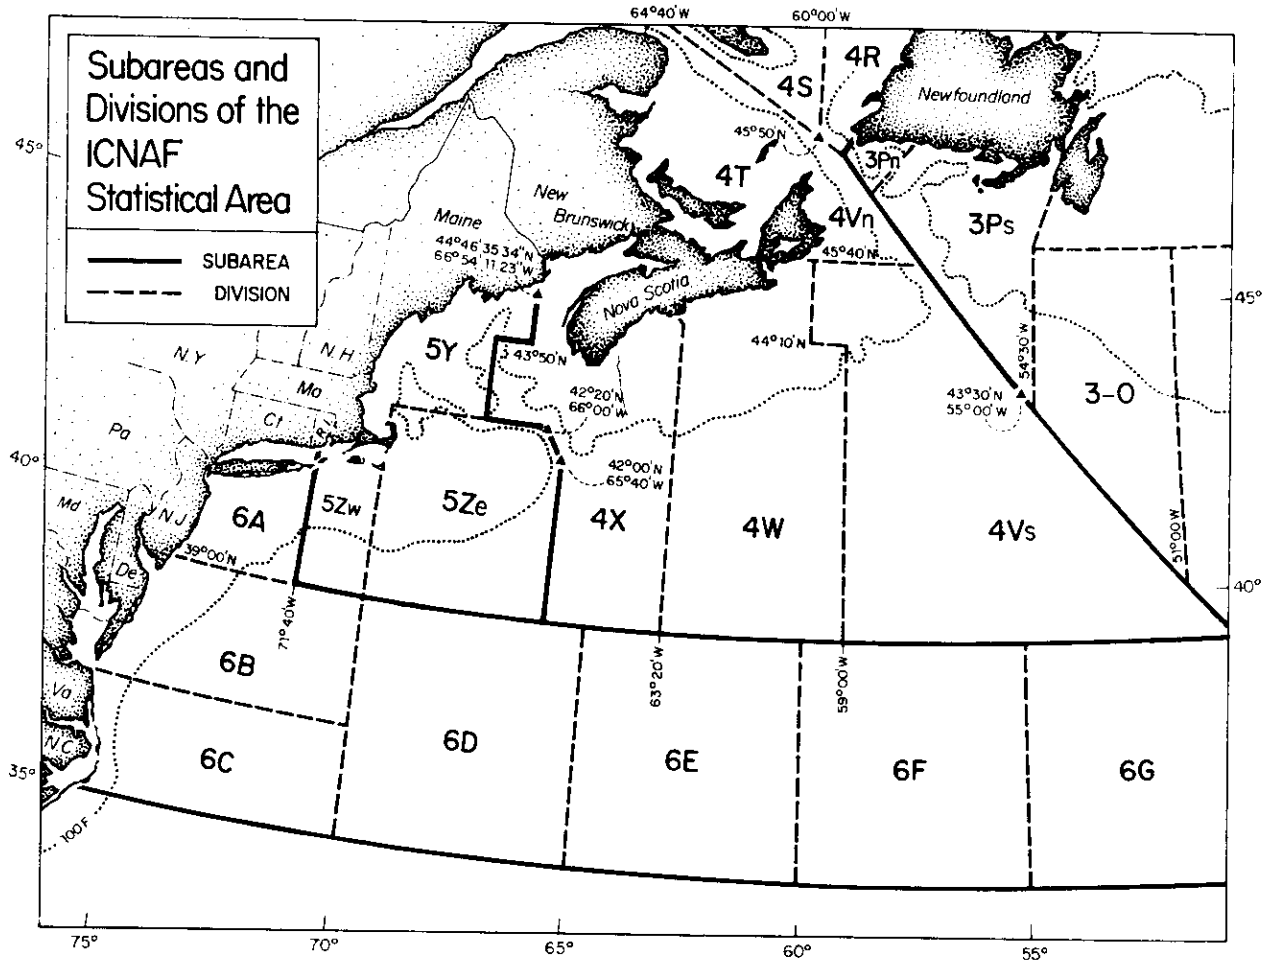 64°40'W
60°00'W
Subareas and
Divisions of the
ICNAF
Statistical Area
SUBAREA
DIVISION
4R
4S
Newfoundland
45°50'N
3Pn
4T
45°
New
Brunswick
Maine
44°46'35.34"N
66°54'11.23"W
4Vn
3Ps
45°40'N
Nova Scotia
45°
N.Y
N.H
5Y
43°50'N
44°10'N
54°30'W
Ma
42°20'N
66°00'W
43°30'N
55°00'W
3-O
Ct
R.I.
Pa
40°
42°00'N
65°40'W
Md
N.J
6A
5Zw
5Ze
4X
4W
4Vs
51°00'W
39°00'N
De
40°
71°40'W
6B
63°20'W
59°00'W
Va
N.C
6C
6D
6E
6F
6G
35°
100F
75°
70°
65°
60°
55°